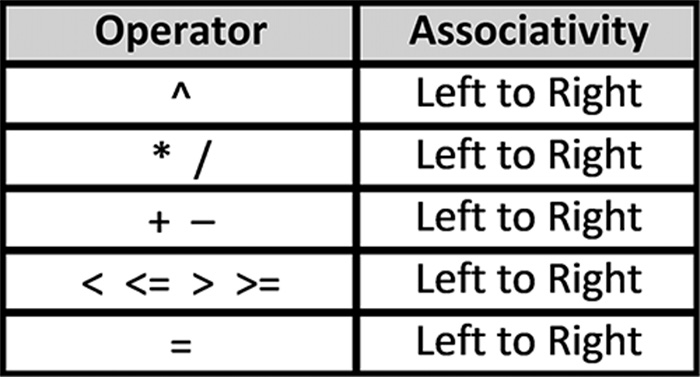 Operator Associativity
^ Left to Right
* / Left to Right
+ – Left to Right
< <= > >= Left to Right
= Left to Right